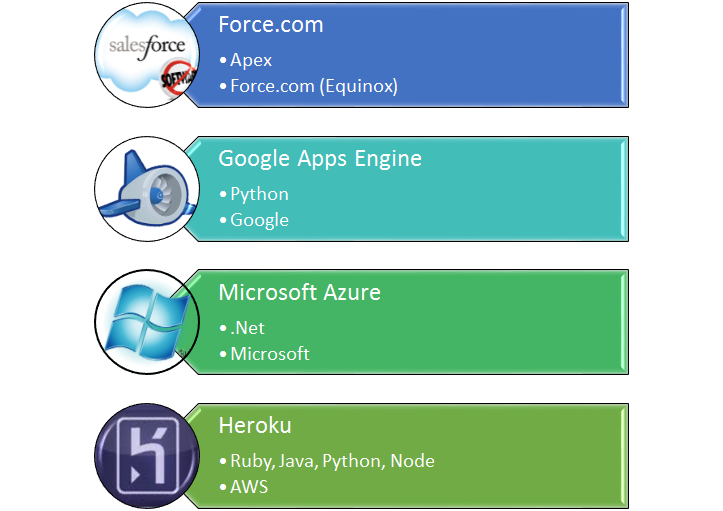 salesforce
SOFTWARE
Force.com
•Apex
•Force.com (Equinox)
Google Apps Engine
•Python
•Google
Microsoft Azure
•.Net
•Microsoft
Heroku
•Ruby, Java, Python, Node
•AWS